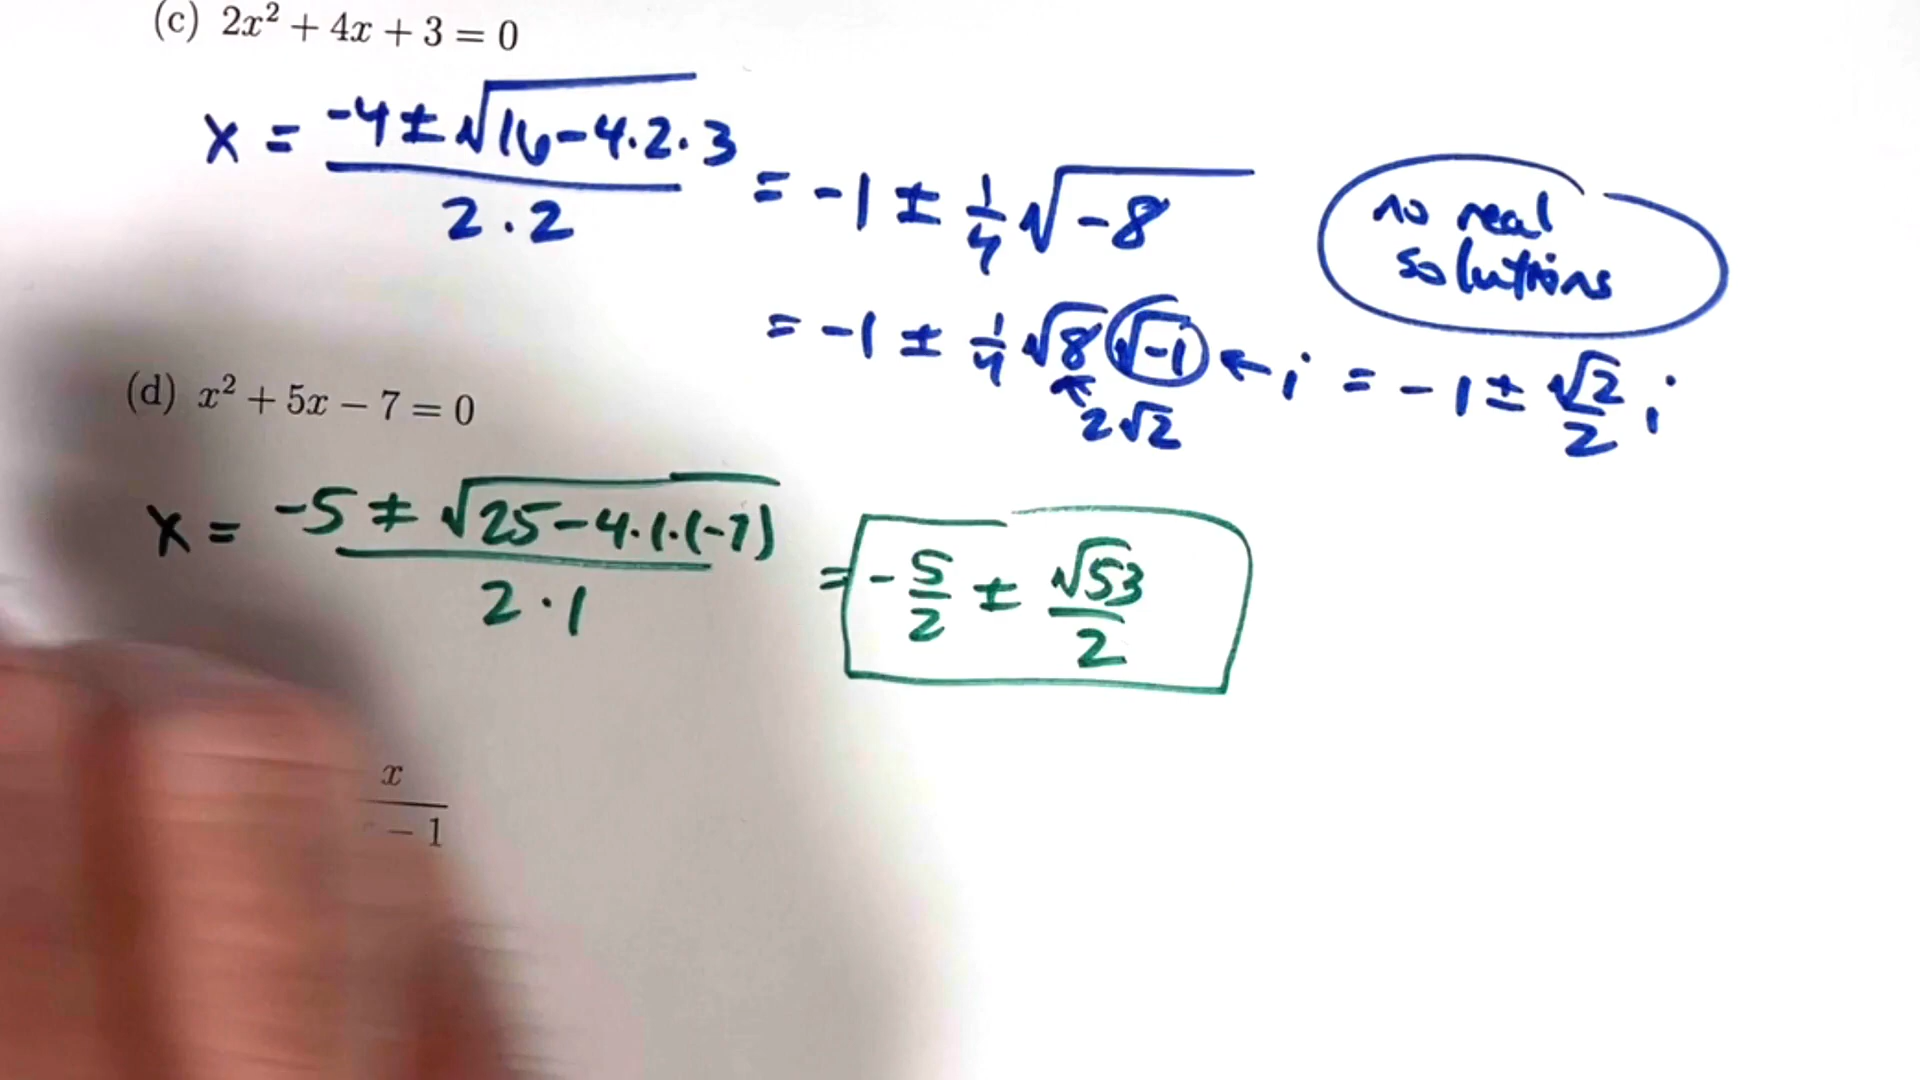 (c) 2x² + 4x + 3 = 0
x = (-4 ± √(16 - 4·2·3)) / (2·2) = -1 ± 1/4 √-8
no real
solutions
= -1 ± 1/4 √8 √-1 ← i = -1 ± √2/2 i
2√2
(d) x² + 5x − 7 = 0
x = (-5 ± √(25 - 4·1·(-7))) / (2·1) = -5/2 ± √53/2
x
− 1